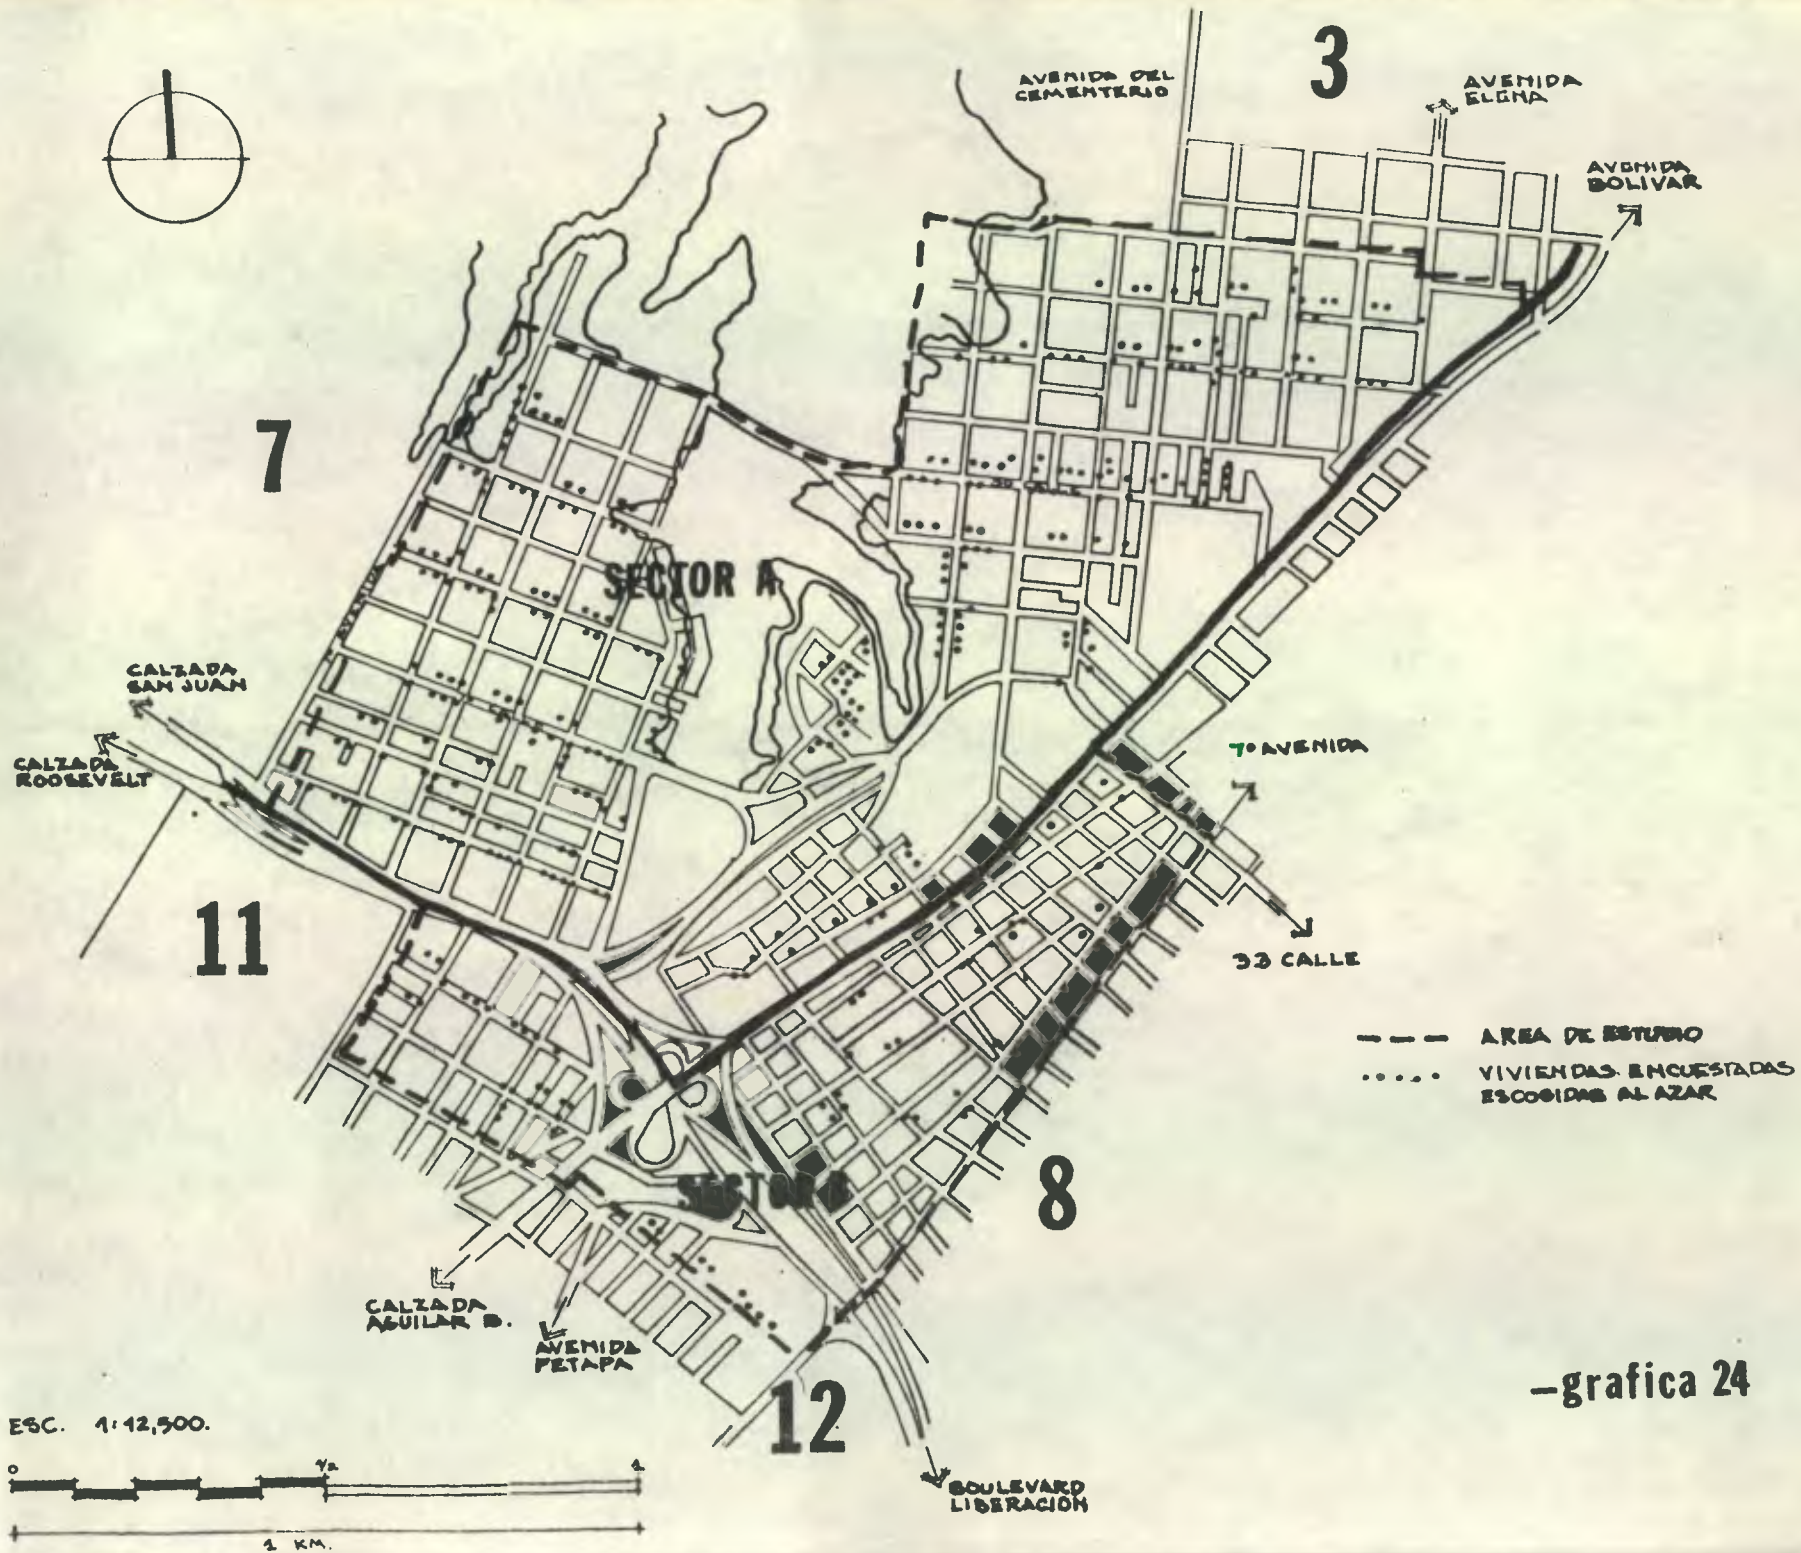 3
AVENIDA DEL
CEMENTERIO
AVENIDA
ELENA
AVENIDA
BOLIVAR
7
SECTOR A
AVENIDA
CALZADA
SAN JUAN
CALZADA
ROOSEVELT
7a AVENIDA
11
33 CALLE
AREA DE ESTUDIO
VIVIENDAS ENCUESTADAS
ESCOGIDAS AL AZAR
SECTOR B
8
CALZADA
AGUILAR B.
AVENIDA
PETAPA
12
-grafica 24
ESC. 1:12,500.
0 1/2 1
1 KM.
BOULEVARD
LIBERACION